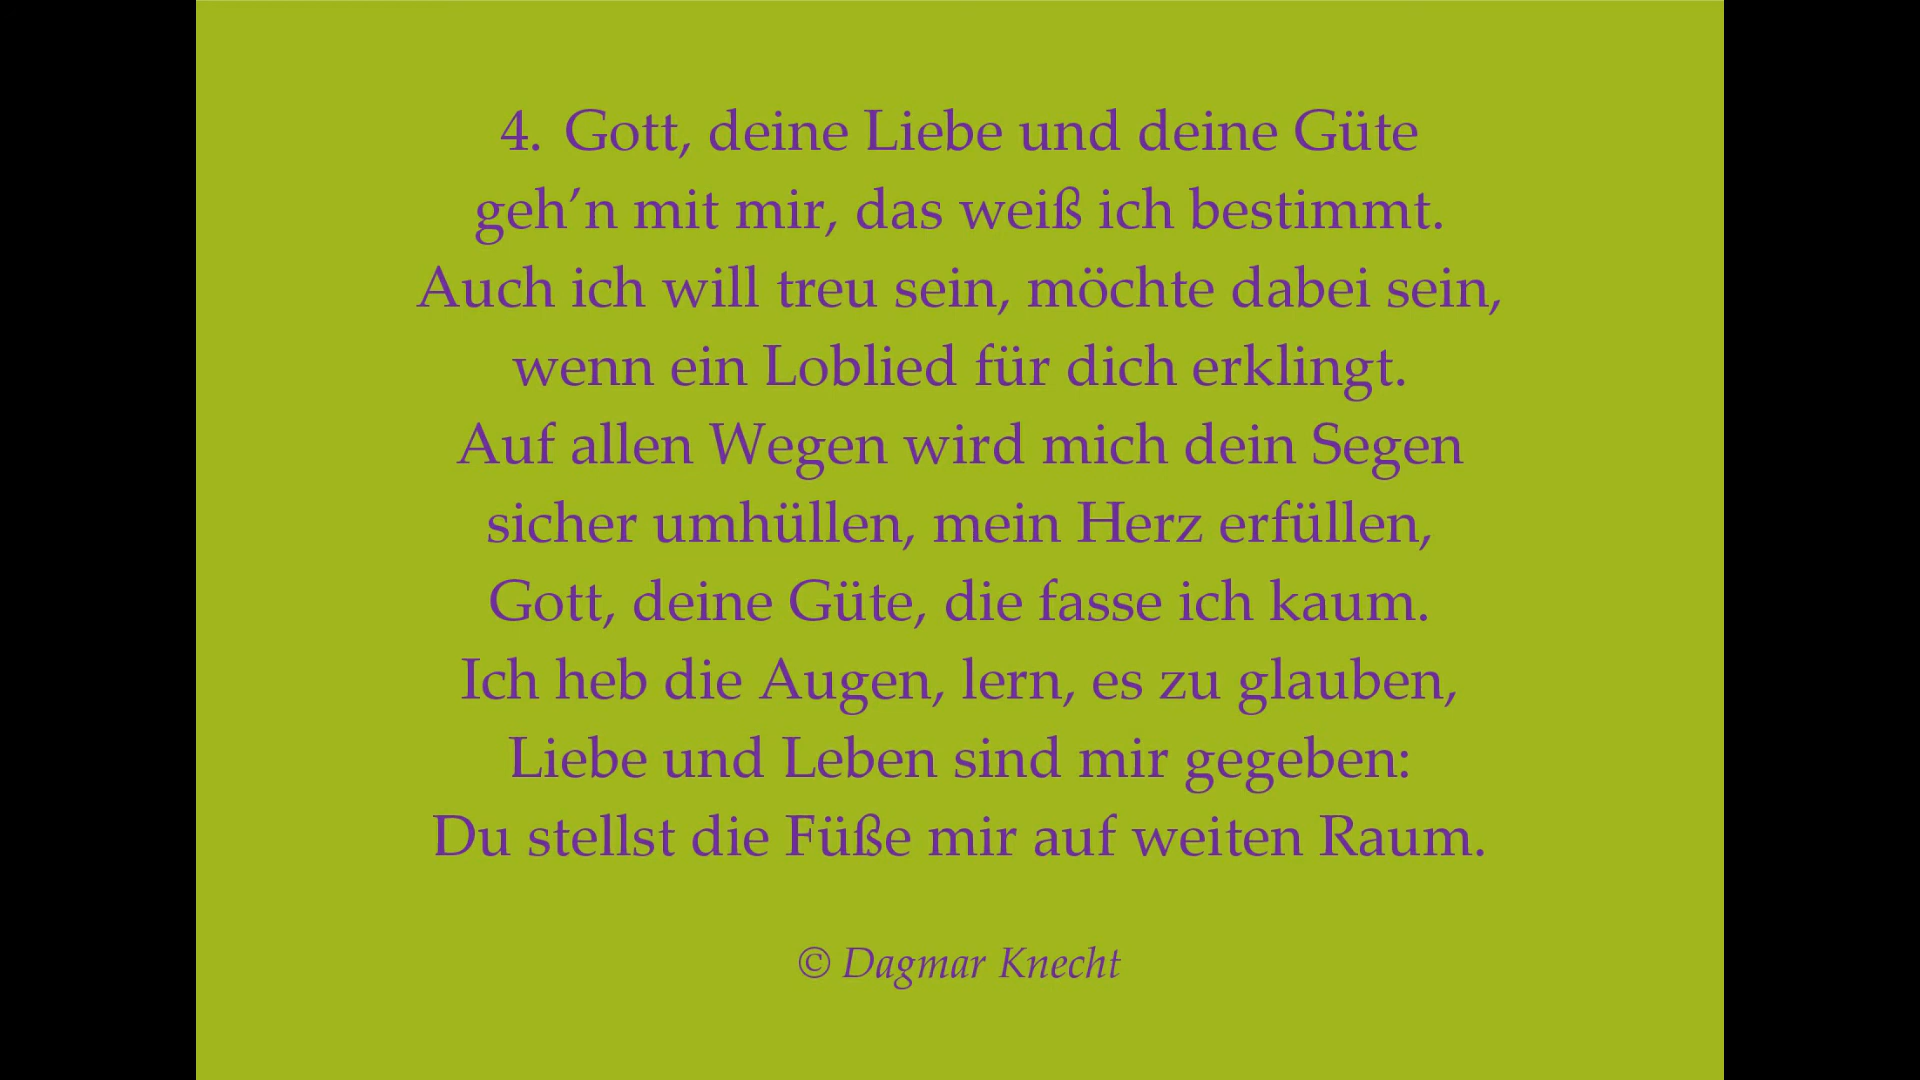 4. Gott, deine Liebe und deine Güte
geh’n mit mir, das weiß ich bestimmt.
Auch ich will treu sein, möchte dabei sein,
wenn ein Loblied für dich erklingt.
Auf allen Wegen wird mich dein Segen
sicher umhüllen, mein Herz erfüllen,
Gott, deine Güte, die fasse ich kaum.
Ich heb die Augen, lern, es zu glauben,
Liebe und Leben sind mir gegeben:
Du stellst die Füße mir auf weiten Raum.
© Dagmar Knecht